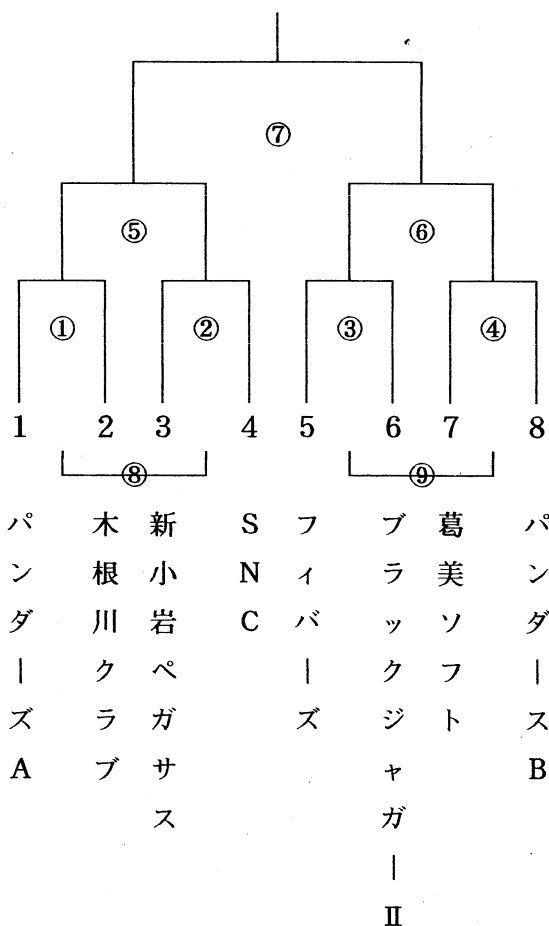 ⑦
⑤ ⑥
① ② ③ ④
1 2 3 4 5 6 7 8
⑧ ⑨
パンダーズA
木根川クラブ
新小岩ペガサス
SNC
フィバーズ
ブラックジャガーⅡ
葛美ソフト
パンダースB